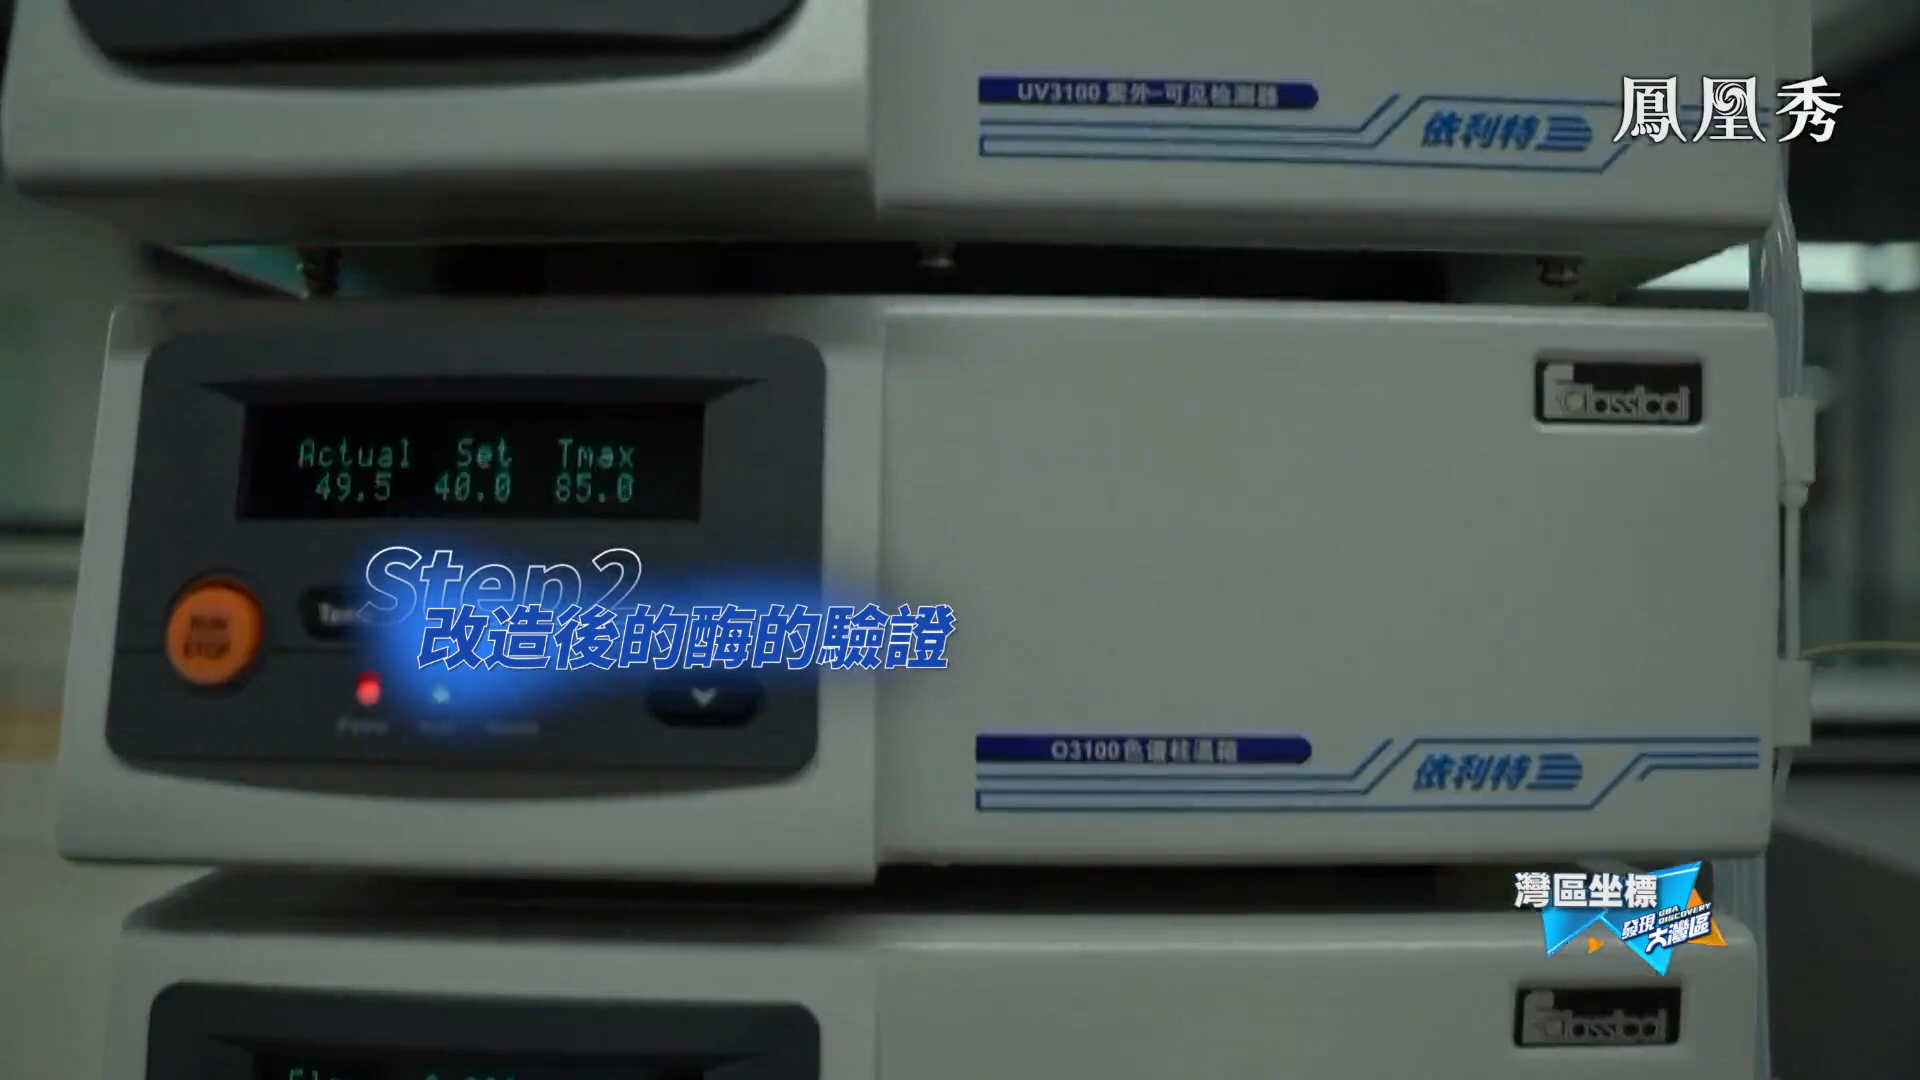 UV3100 紫外-可见检测器
依利特
鳳凰秀
Classical
Actual Set Tmax
49.5 40.0 85.0
Step2
改造後的酶的驗證
RUN
STOP
O3100色谱柱温箱
依利特
灣區坐標
發現 GBA DISCOVERY
大灣區
Classical